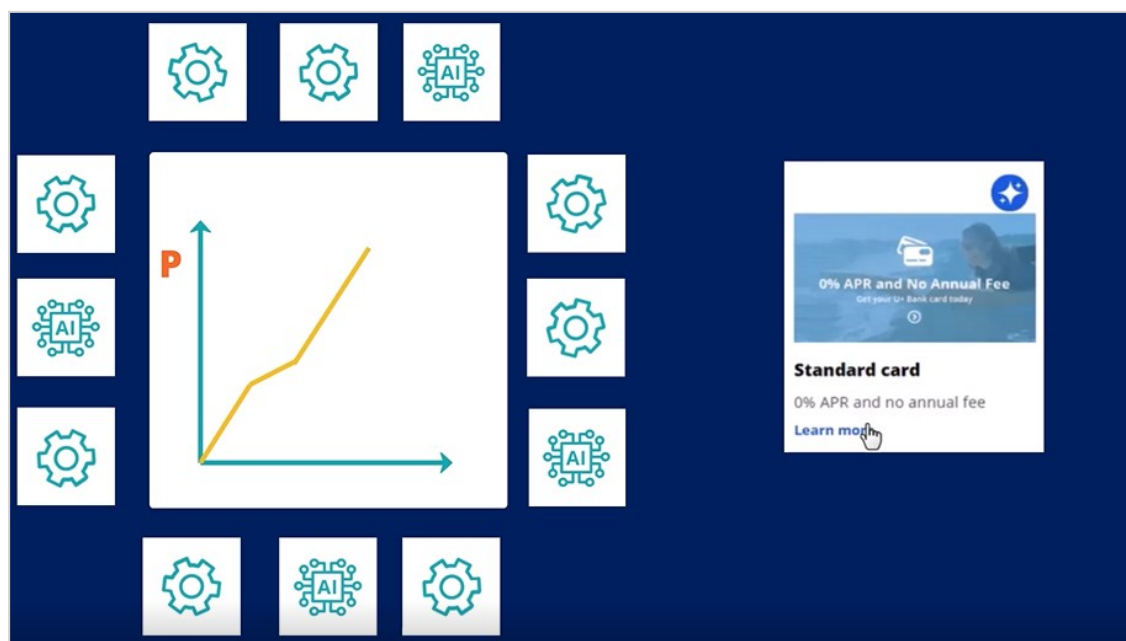 AI
P
AI
AI
AI
0% APR and No Annual Fee
Get your U+ Bank card today
Standard card
0% APR and no annual fee
Learn more